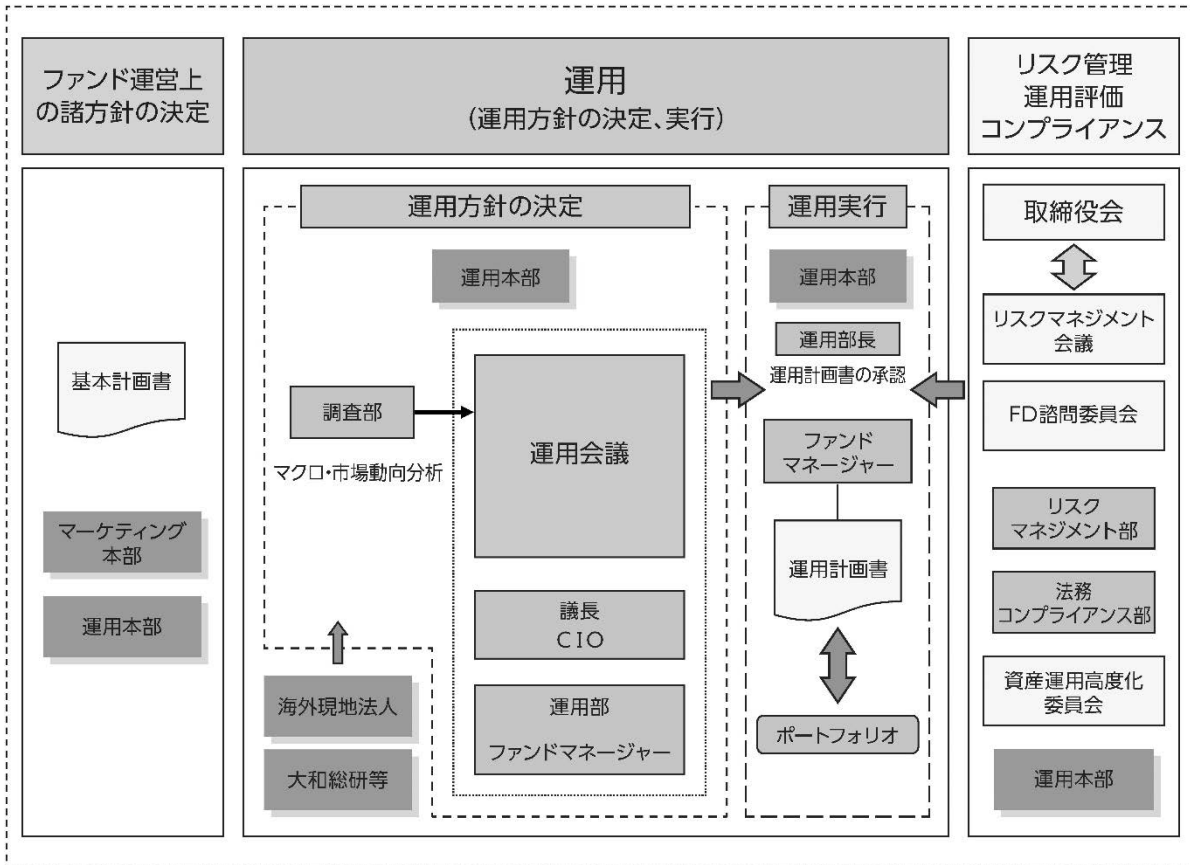 ファンド運営上
の諸方針の決定
基本計画書
マーケティング
本部
運用本部
運用
(運用方針の決定、実行)
運用方針の決定
運用本部
調査部
マクロ・市場動向分析
運用会議
議長
CIO
運用部
ファンドマネージャー
海外現地法人
大和総研等
運用実行
運用本部
運用部長
運用計画書の承認
ファンド
マネージャー
運用計画書
ポートフォリオ
リスク管理
運用評価
コンプライアンス
取締役会
リスクマネジメント
会議
FD諮問委員会
リスク
マネジメント部
法務
コンプライアンス部
資産運用高度化
委員会
運用本部